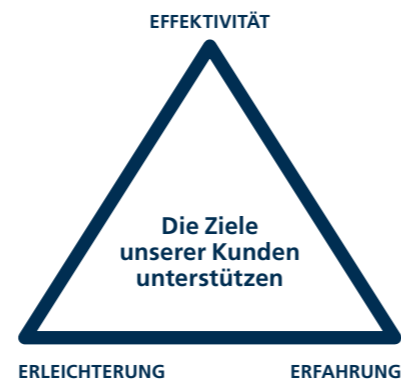 EFFEKTIVITÄT
Die Ziele
unserer Kunden
unterstützen
ERLEICHTERUNG
ERFAHRUNG